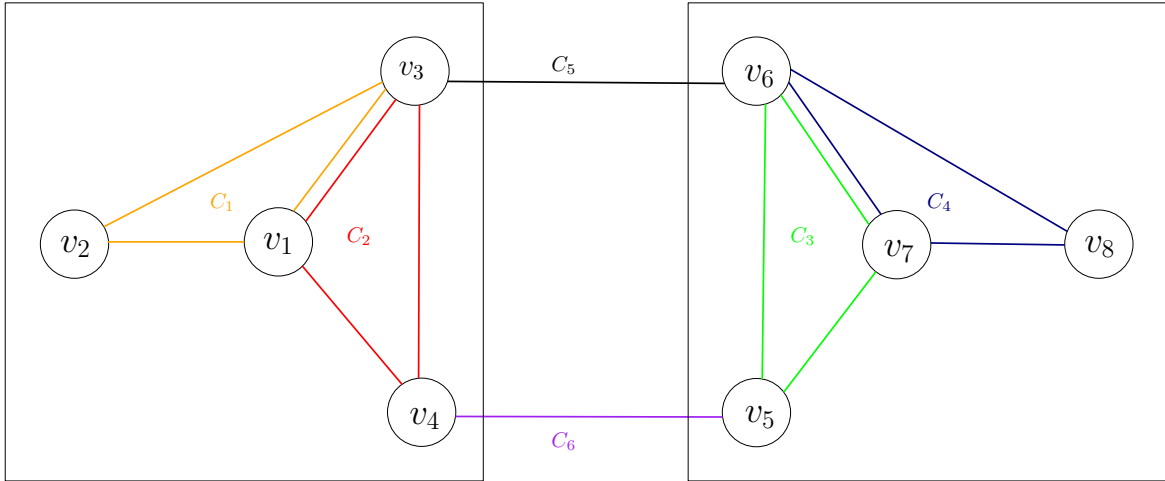 v₃
C₅
v₆
C₁
C₂
C₃
C₄
v₂
v₁
v₇
v₈
v₄
C₆
v₅